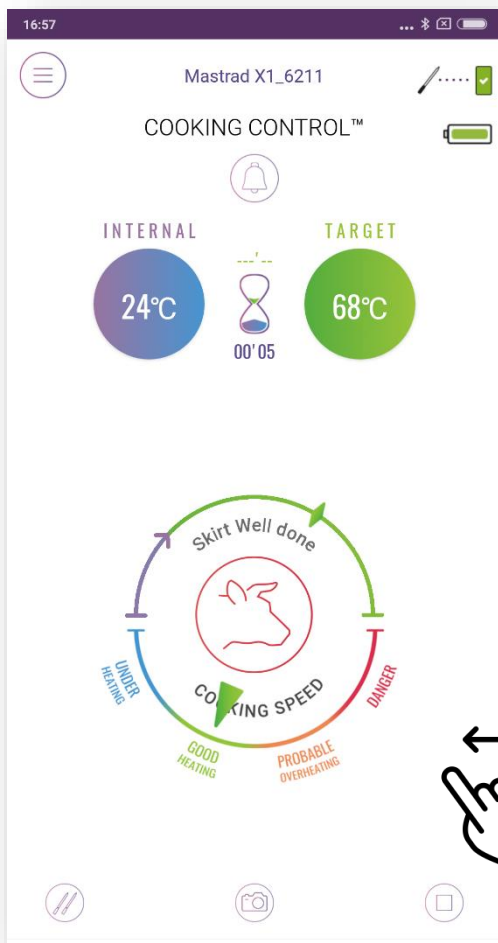 16:57
Mastrad X1_6211
COOKING CONTROL™
INTERNAL
TARGET
---'--
24°C
68°C
00'05
Skirt Well done
COOKING SPEED
UNDER
HEATING
GOOD
HEATING
PROBABLE
OVERHEATING
DANGER